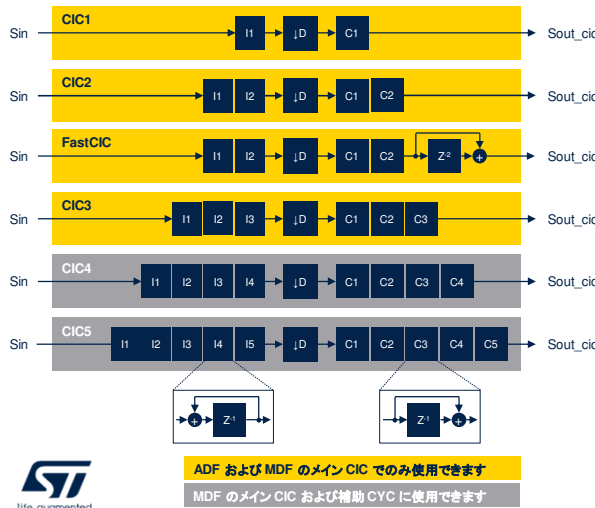 CIC1
Sin I1 ↓D C1 Sout_cic
CIC2
Sin I1 I2 ↓D C1 C2 Sout_cic
FastCIC
Sin I1 I2 ↓D C1 C2 Z-2 + Sout_cic
CIC3
Sin I1 I2 I3 ↓D C1 C2 C3 Sout_cic
CIC4
Sin I1 I2 I3 I4 ↓D C1 C2 C3 C4 Sout_cic
CIC5
Sin I1 I2 I3 I4 I5 ↓D C1 C2 C3 C4 C5 Sout_cic
+ Z-1 Z-1 +
ADF および MDF のメイン CIC でのみ使用できます
MDF のメイン CIC および補助 CYC に使用できます
ST
life.augmented